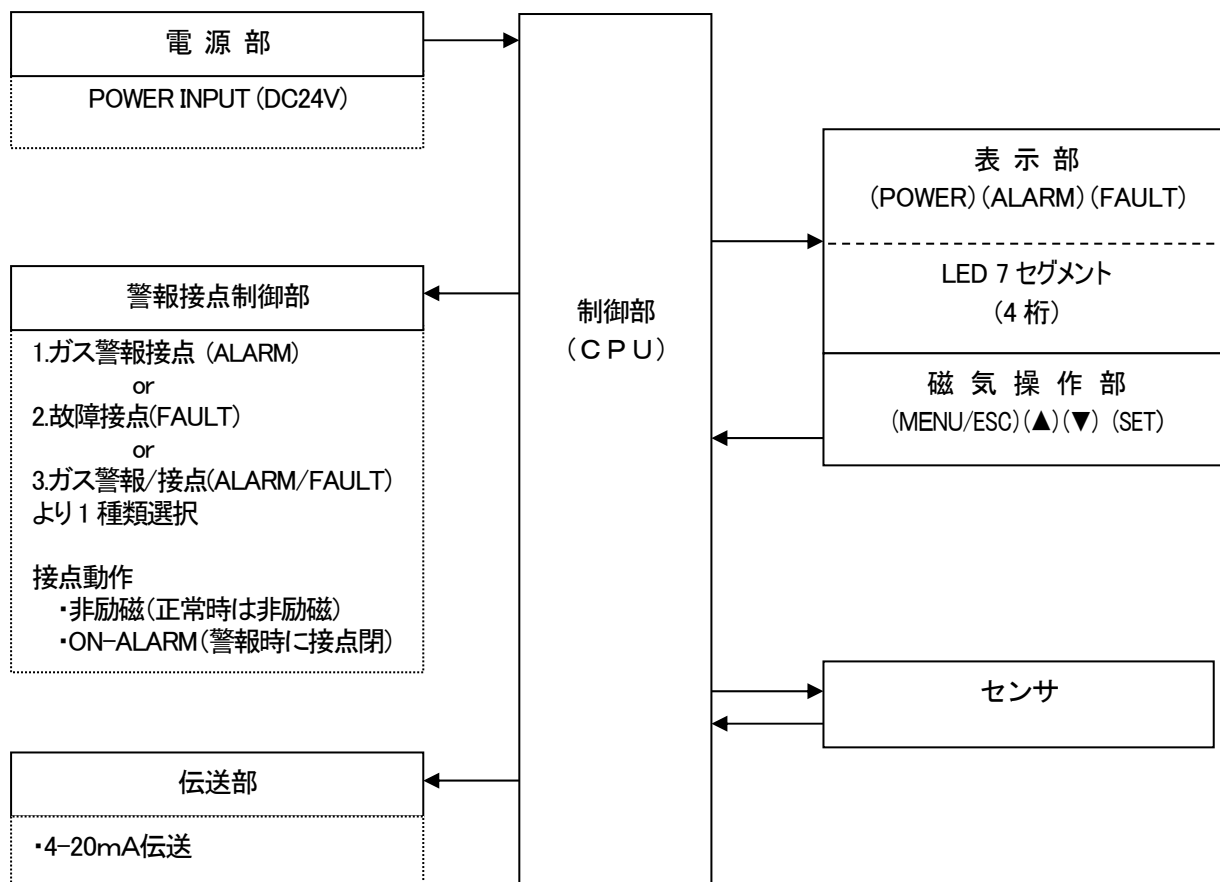 電 源 部
POWER INPUT (DC24V)
警報接点制御部
1.ガス警報接点 (ALARM)
or
2.故障接点(FAULT)
or
3.ガス警報/接点(ALARM/FAULT)
より 1 種類選択
接点動作
・非励磁(正常時は非励磁)
・ON-ALARM(警報時に接点閉)
伝送部
・4-20mA伝送
制御部
(CPU)
表 示 部
(POWER)(ALARM)(FAULT)
LED 7 セグメント
(4 桁)
磁 気 操 作 部
(MENU/ESC)(▲)(▼) (SET)
センサ